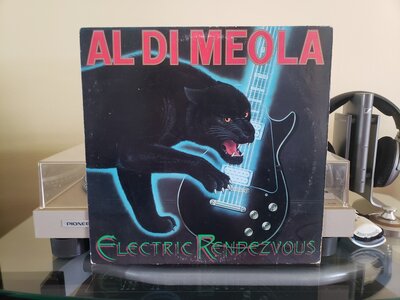 AL DI MEOLA
ELECTRIC RENDEZVOUS
PIONEER